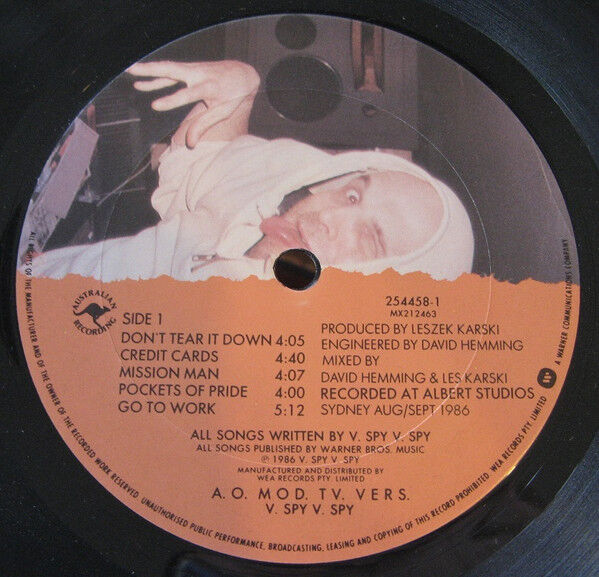 254458-1
MX212463
AUSTRALIAN
RECORDING
SIDE 1
DON'T TEAR IT DOWN 4:05
CREDIT CARDS 4:40
MISSION MAN 4:07
POCKETS OF PRIDE 4:00
GO TO WORK 5:12
PRODUCED BY LESZEK KARSKI
ENGINEERED BY DAVID HEMMING
MIXED BY
DAVID HEMMING & LES KARSKI
RECORDED AT ALBERT STUDIOS
SYDNEY AUG/SEPT 1986
ALL SONGS WRITTEN BY V. SPY V. SPY
ALL SONGS PUBLISHED BY WARNER BROS. MUSIC
℗ 1986 V. SPY V. SPY
MANUFACTURED AND DISTRIBUTED BY
WEA RECORDS PTY. LIMITED
A.O. MOD. TV. VERS.
V. SPY V. SPY
ALL RIGHTS OF THE MANUFACTURER AND OF THE OWNER OF THE RECORDED WORK RESERVED. UNAUTHORISED PUBLIC PERFORMANCE, BROADCASTING, LEASING AND COPYING OF THIS RECORD PROHIBITED. WEA RECORDS PTY. LIMITED
A WARNER COMMUNICATIONS COMPANY